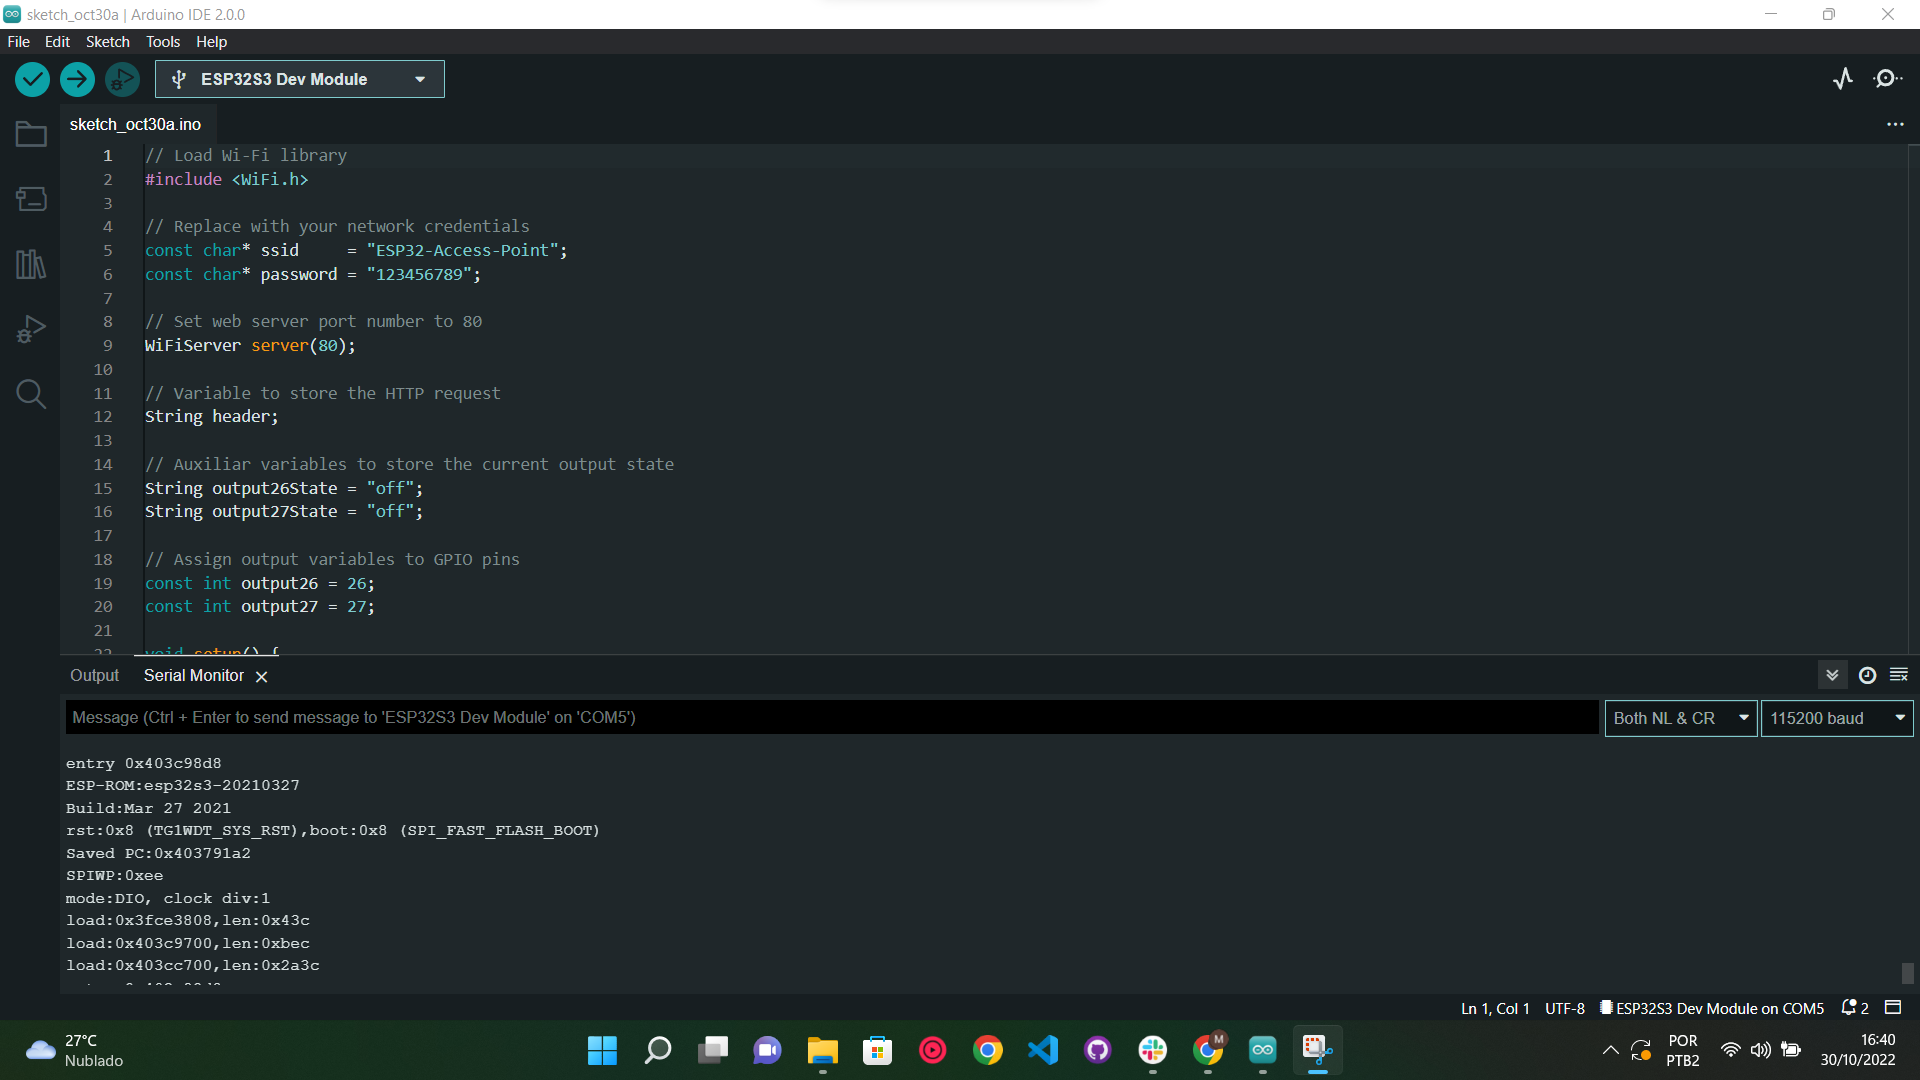 sketch_oct30a | Arduino IDE 2.0.0
File Edit Sketch Tools Help
ESP32S3 Dev Module
sketch_oct30a.ino
1 // Load Wi-Fi library
2 #include <WiFi.h>
3
4 // Replace with your network credentials
5 const char* ssid     = "ESP32-Access-Point";
6 const char* password = "123456789";
7
8 // Set web server port number to 80
9 WiFiServer server(80);
10
11 // Variable to store the HTTP request
12 String header;
13
14 // Auxiliar variables to store the current output state
15 String output26State = "off";
16 String output27State = "off";
17
18 // Assign output variables to GPIO pins
19 const int output26 = 26;
20 const int output27 = 27;
21
22 void setup() {
Output Serial Monitor
Message (Ctrl + Enter to send message to 'ESP32S3 Dev Module' on 'COM5')
Both NL & CR
115200 baud
entry 0x403c98d8
ESP-ROM:esp32s3-20210327
Build:Mar 27 2021
rst:0x8 (TG1WDT_SYS_RST),boot:0x8 (SPI_FAST_FLASH_BOOT)
Saved PC:0x403791a2
SPIWP:0xee
mode:DIO, clock div:1
load:0x3fce3808,len:0x43c
load:0x403c9700,len:0xbec
load:0x403cc700,len:0x2a3c
Ln 1, Col 1 UTF-8 ESP32S3 Dev Module on COM5 2
27°C
Nublado
M
POR
PTB2
16:40
30/10/2022